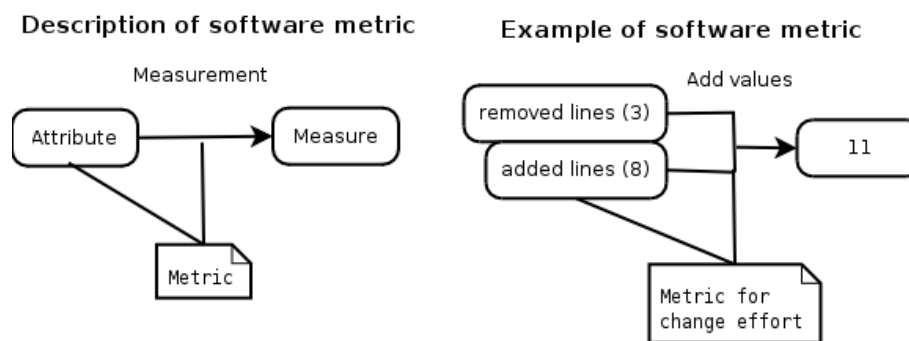 Description of software metric
Measurement
Attribute
Measure
Metric
Example of software metric
Add values
removed lines (3)
added lines (8)
11
Metric for
change effort